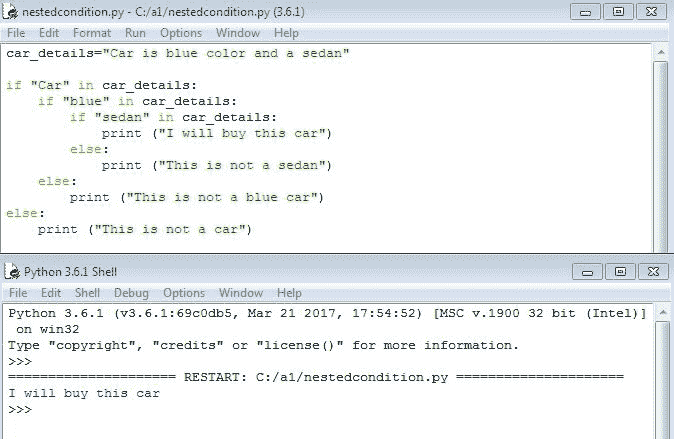 nestedcondition.py - C:/a1/nestedcondition.py (3.6.1)
File Edit Format Run Options Window Help
car_details="Car is blue color and a sedan"
if "Car" in car_details:
    if "blue" in car_details:
        if "sedan" in car_details:
            print ("I will buy this car")
        else:
            print ("This is not a sedan")
    else:
        print ("This is not a blue car")
else:
    print ("This is not a car")
Python 3.6.1 Shell
File Edit Shell Debug Options Window Help
Python 3.6.1 (v3.6.1:69c0db5, Mar 21 2017, 17:54:52) [MSC v.1900 32 bit (Intel)]
 on win32
Type "copyright", "credits" or "license()" for more information.
>>>
===================== RESTART: C:/a1/nestedcondition.py =====================
I will buy this car
>>>